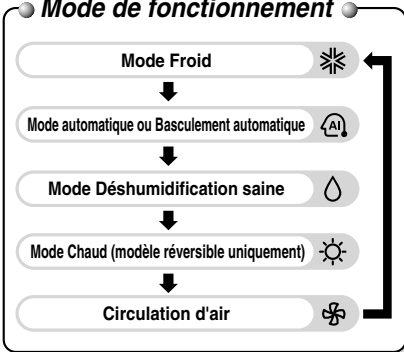 Mode de fonctionnement
Mode Froid
Mode automatique ou Basculement automatique
AI
Mode Déshumidification saine
Mode Chaud (modèle réversible uniquement)
Circulation d'air